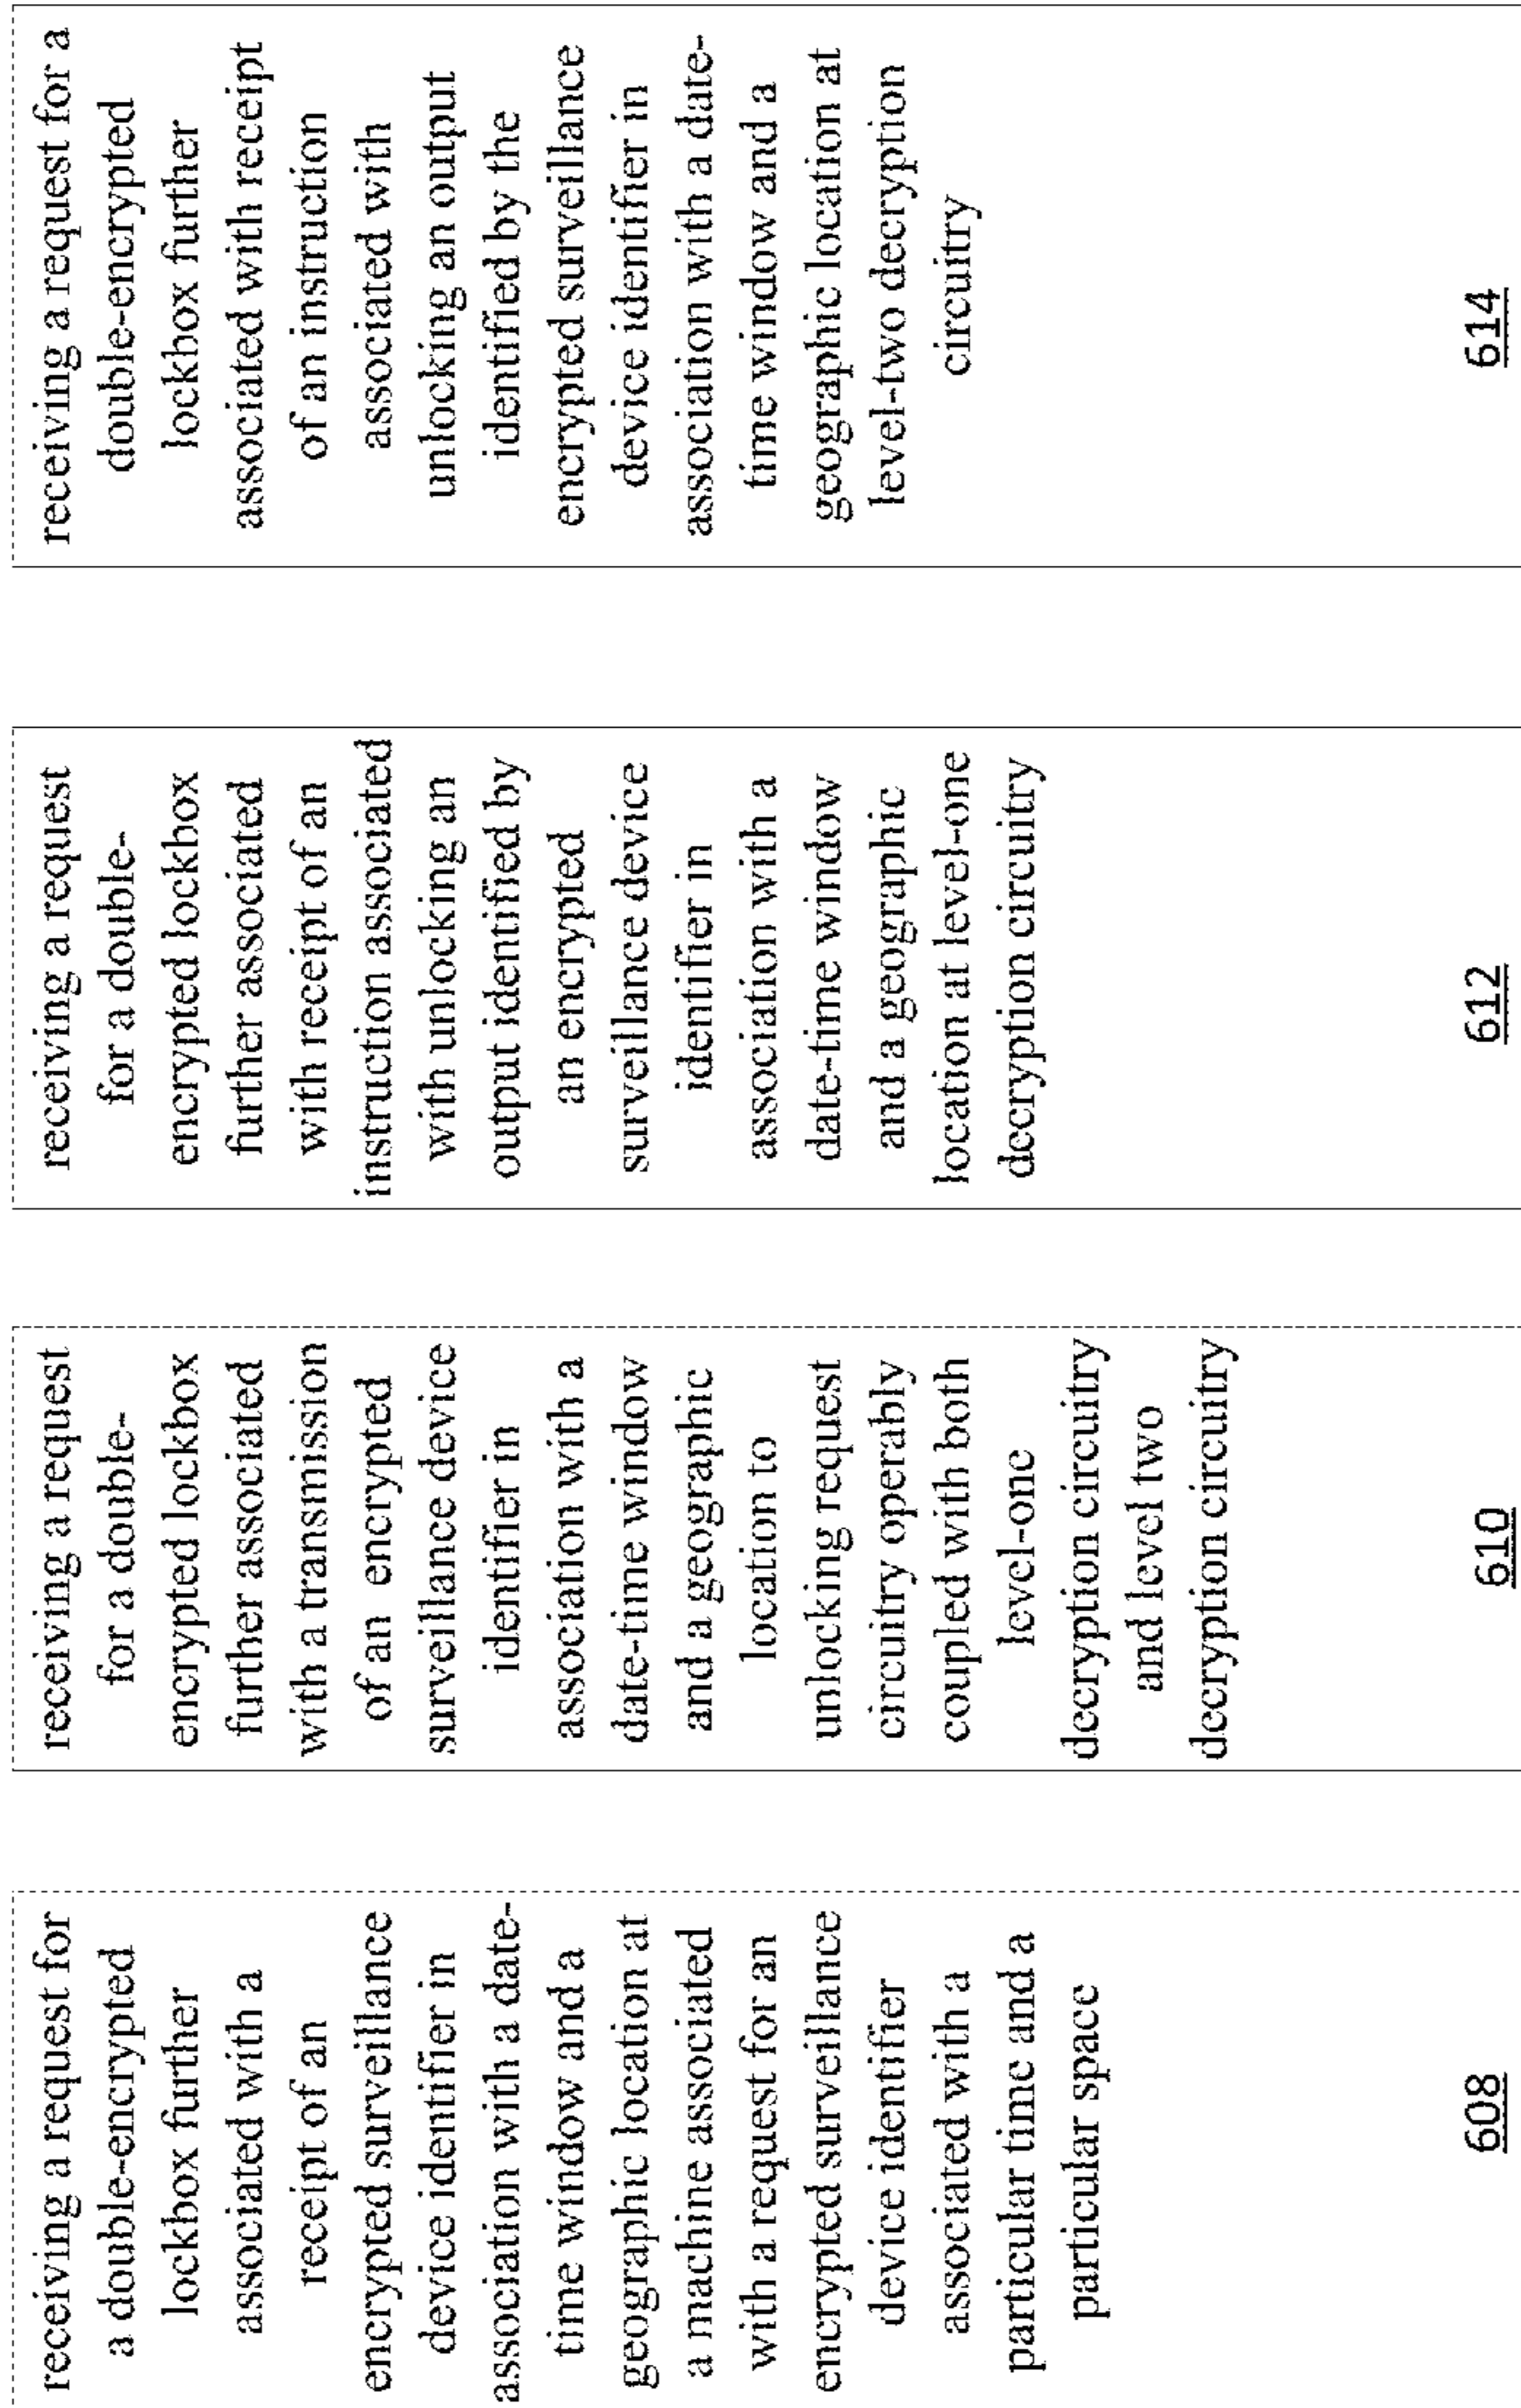 receiving a request for
a double-encrypted
lockbox further
associated with a
receipt of an
encrypted surveillance
device identifier in
association with a date-
time window and a
geographic location at
a machine associated
with a request for an
encrypted surveillance
device identifier
associated with a
particular time and a
particular space
608
receiving a request
for a double-
encrypted lockbox
further associated
with a transmission
of an encrypted
surveillance device
identifier in
association with a
date-time window
and a geographic
location to
unlocking request
circuitry operably
coupled with both
level-one
decryption circuitry
and level two
decryption circuitry
610
receiving a request
for a double-
encrypted lockbox
further associated
with receipt of an
instruction associated
with unlocking an
output identified by
an encrypted
surveillance device
identifier in
association with a
date-time window
and a geographic
location at level-one
decryption circuitry
612
receiving a request for a
double-encrypted
lockbox further
associated with receipt
of an instruction
associated with
unlocking an output
identified by the
encrypted surveillance
device identifier in
association with a date-
time window and a
geographic location at
level-two decryption
circuitry
614